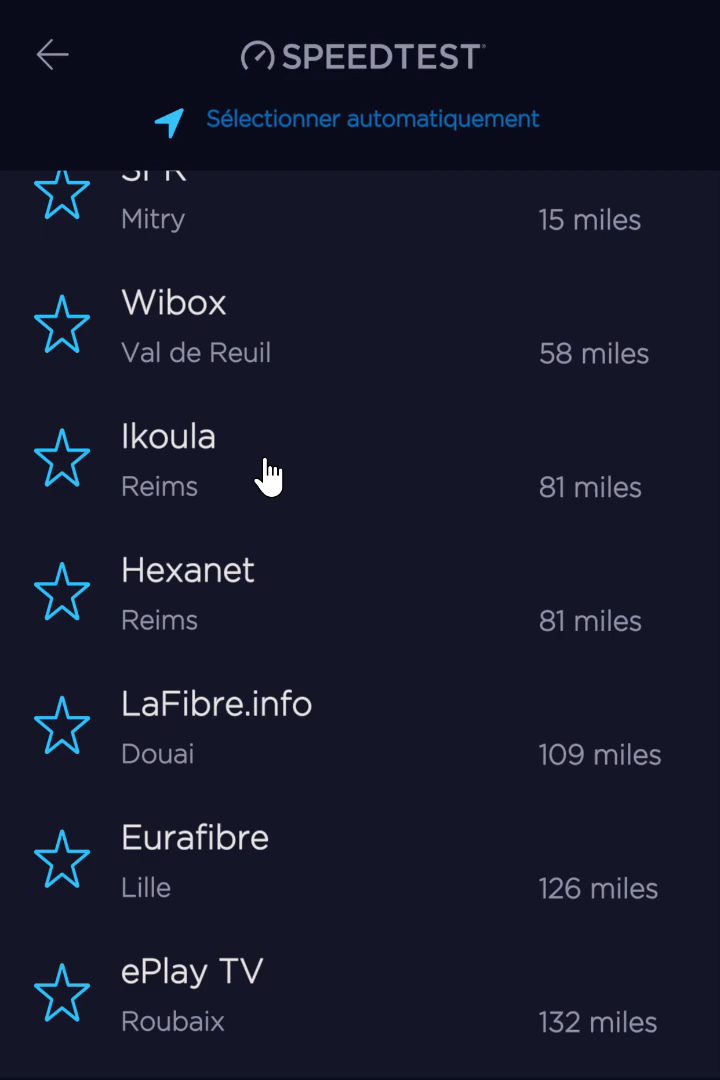 SPEEDTEST
Sélectionner automatiquement
SFR
Mitry 15 miles
Wibox
Val de Reuil 58 miles
Ikoula
Reims 81 miles
Hexanet
Reims 81 miles
LaFibre.info
Douai 109 miles
Eurafibre
Lille 126 miles
ePlay TV
Roubaix 132 miles